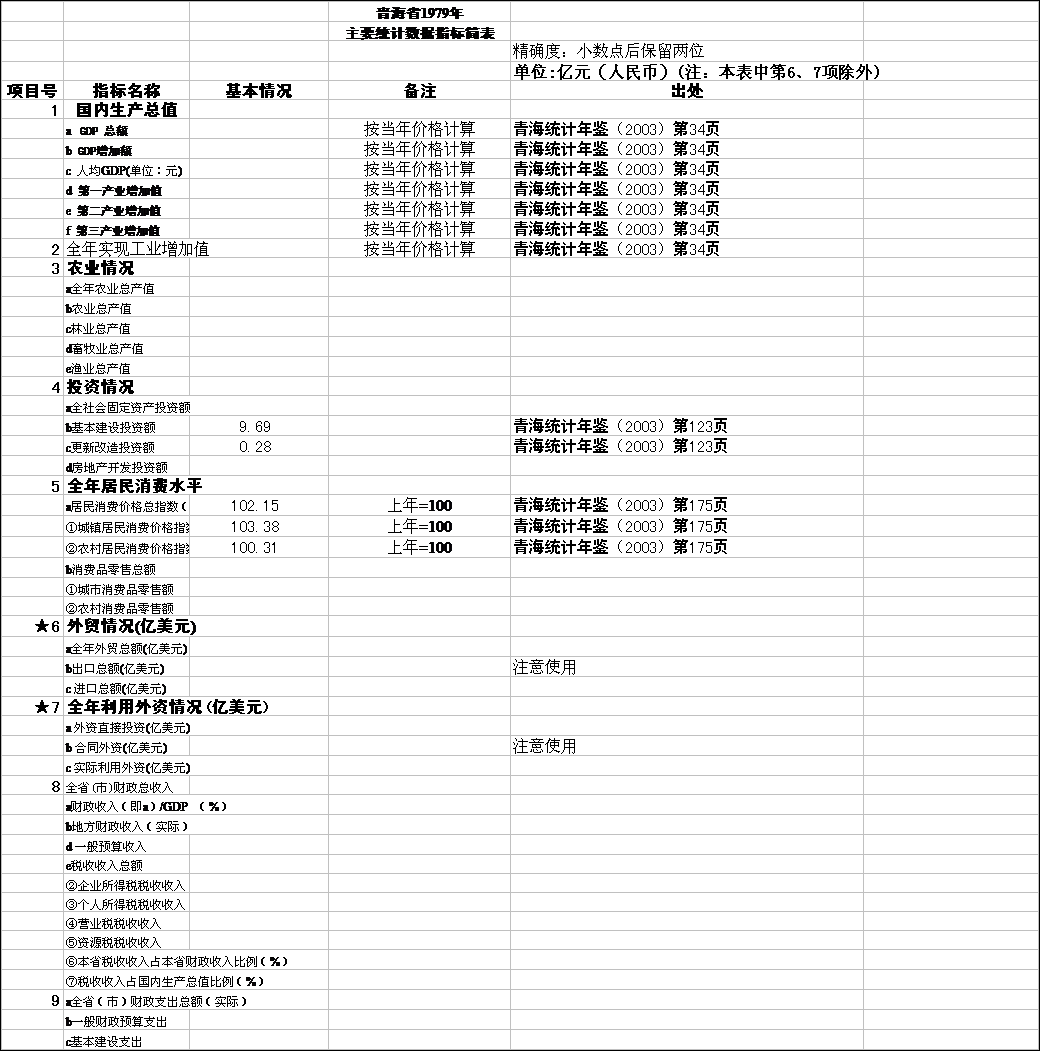 青海省1979年
主要统计数据指标简表
精确度：小数点后保留两位
单位:亿元（人民币）(注：本表中第6、7项除外)
项目号 指标名称 基本情况 备注 出处
1 国内生产总值
a GDP 总额 按当年价格计算 青海统计年鉴（2003）第34页
b GDP增加额 按当年价格计算 青海统计年鉴（2003）第34页
c 人均GDP(单位：元) 按当年价格计算 青海统计年鉴（2003）第34页
d 第一产业增加值 按当年价格计算 青海统计年鉴（2003）第34页
e 第二产业增加值 按当年价格计算 青海统计年鉴（2003）第34页
f 第三产业增加值 按当年价格计算 青海统计年鉴（2003）第34页
2 全年实现工业增加值 按当年价格计算 青海统计年鉴（2003）第34页
3 农业情况
a全年农业总产值
b农业总产值
c林业总产值
d畜牧业总产值
e渔业总产值
4 投资情况
a全社会固定资产投资额
b基本建设投资额 9.69 青海统计年鉴（2003）第123页
c更新改造投资额 0.28 青海统计年鉴（2003）第123页
d房地产开发投资额
5 全年居民消费水平
a居民消费价格总指数（ 102.15 上年=100 青海统计年鉴（2003）第175页
①城镇居民消费价格指 103.38 上年=100 青海统计年鉴（2003）第175页
②农村居民消费价格指 100.31 上年=100 青海统计年鉴（2003）第175页
b消费品零售总额
①城市消费品零售额
②农村消费品零售额
★6 外贸情况(亿美元)
a全年外贸总额(亿美元)
b出口总额(亿美元) 注意使用
c 进口总额(亿美元)
★7 全年利用外资情况(亿美元)
a 外资直接投资(亿美元)
b 合同外资(亿美元) 注意使用
c 实际利用外资(亿美元)
8 全省(市)财政总收入
a财政收入（即a）/GDP （%）
b地方财政收入（实际）
d 一般预算收入
e税收收入总额
②企业所得税税收收入
③个人所得税税收收入
④营业税税收收入
⑤资源税税收收入
⑥本省税收收入占本省财政收入比例（%）
⑦税收收入占国内生产总值比例（%）
9 a全省（市）财政支出总额（实际）
b一般财政预算支出
c基本建设支出